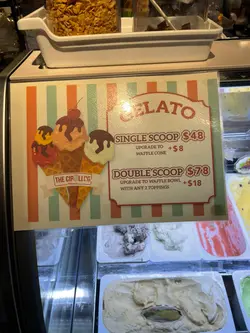 GELATO
SINGLE SCOOP $48
UPGRADE TO
WAFFLE CONE +$8
DOUBLE SCOOP $78
UPGRADE TO WAFFLE BOWL
WITH ANY 2 TOPPINGS +$18
THE